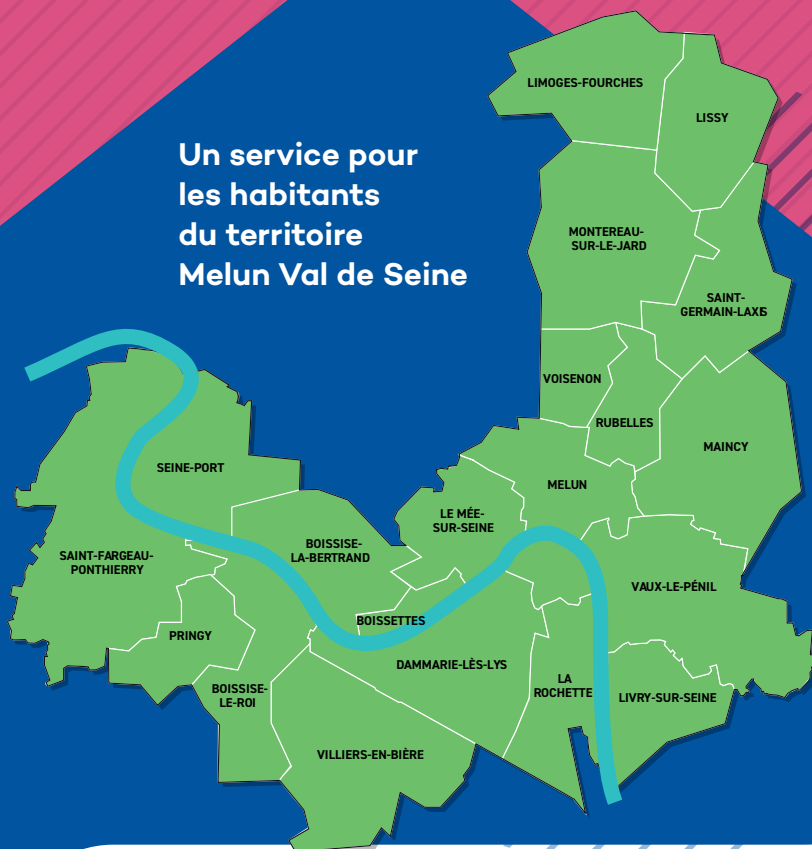 LIMOGES-FOURCHES
LISSY
Un service pour
les habitants
du territoire
Melun Val de Seine
MONTEREAU-
SUR-LE-JARD
SAINT-
GERMAIN-LAXIS
VOISENON
RUBELLES
MAINCY
SEINE-PORT
MELUN
LE MÉE-
SUR-SEINE
BOISSISE-
LA-BERTRAND
SAINT-FARGEAU-
PONTHIERRY
VAUX-LE-PÉNIL
BOISSETTES
PRINGY
DAMMARIE-LÈS-LYS
LA
ROCHETTE
BOISSISE-
LE-ROI
LIVRY-SUR-SEINE
VILLIERS-EN-BIÈRE